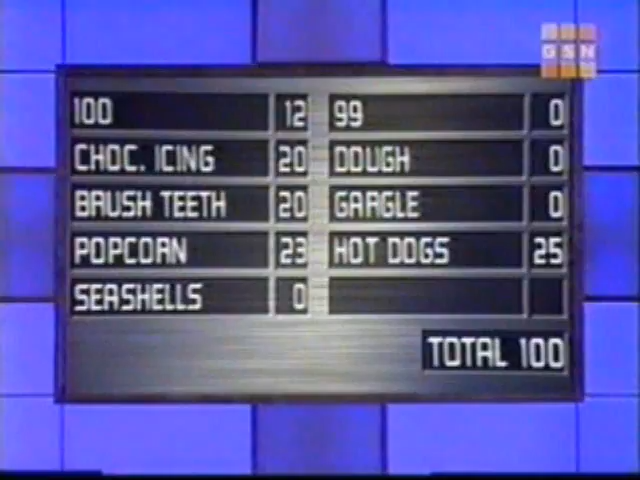 GSN
100 12 99 0
CHOC. ICING 20 DOUGH 0
BRUSH TEETH 20 GARGLE 0
POPCORN 23 HOT DOGS 25
SEASHELLS 0
TOTAL 100